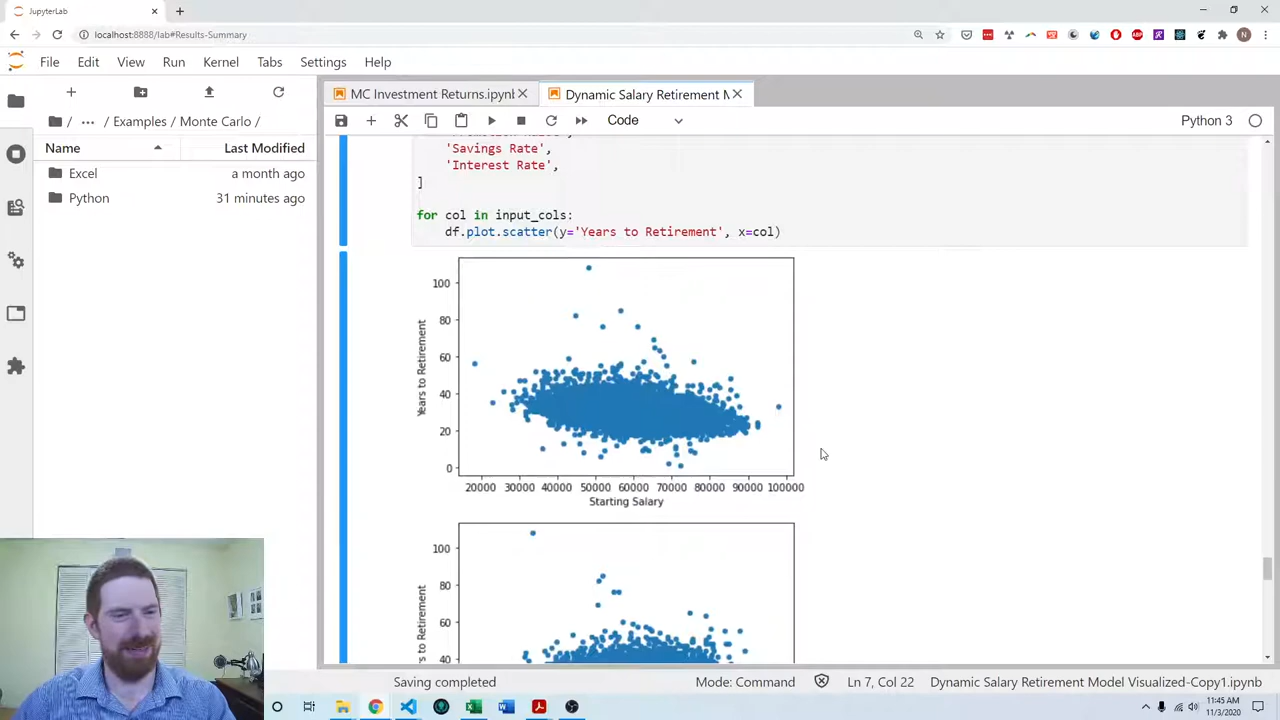 JupyterLab
localhost:8888/lab#Results-Summary
N
File Edit View Run Kernel Tabs Settings Help
MC Investment Returns.ipynb
Dynamic Salary Retirement M
/ ... / Examples / Monte Carlo /
Code
Python 3
Name
Last Modified
Excel
a month ago
Python
31 minutes ago
'Savings Rate',
'Interest Rate',
]
for col in input_cols:
df.plot.scatter(y='Years to Retirement', x=col)
100
80
60
40
20
0
Years to Retirement
20000 30000 40000 50000 60000 70000 80000 90000 100000
Starting Salary
100
80
60
40
rs to Retirement
Saving completed
Mode: Command
Ln 7, Col 22
Dynamic Salary Retirement Model Visualized-Copy1.ipynb
11:45 AM
11/3/2020